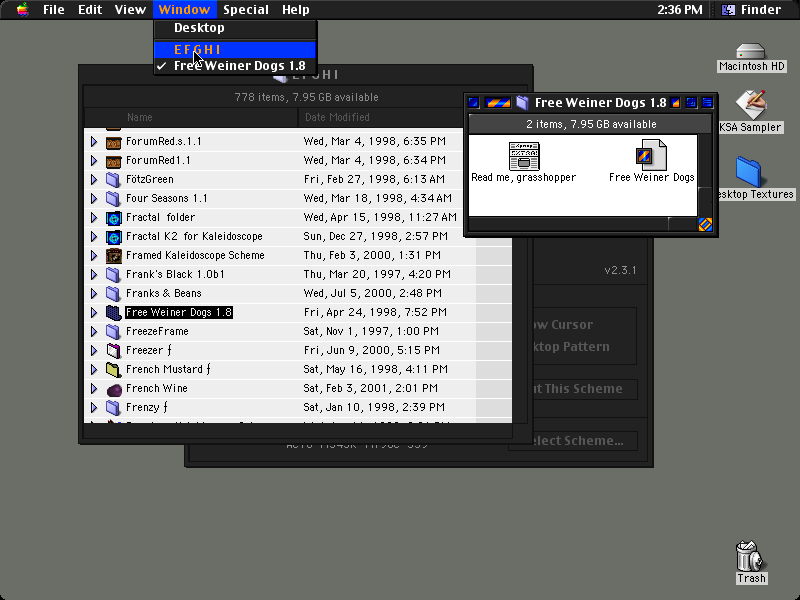 File Edit View Window Special Help 2:36 PM Finder
Desktop
E F G H I
Free Weiner Dogs 1.8
E F G H I
778 items, 7.95 GB available
Name Date Modified
ForumRed.s.1.1 Wed, Mar 4, 1998, 6:35 PM
ForumRed1.1 Wed, Mar 4, 1998, 6:34 PM
FötzGreen Fri, Feb 27, 1998, 6:13 AM
Four Seasons 1.1 Wed, Mar 18, 1998, 4:34 AM
Fractal folder Wed, Apr 15, 1998, 11:27 AM
Fractal K2 for Kaleidoscope Sun, Dec 27, 1998, 7:57 PM
Framed Kaleidoscope Scheme Thu, Feb 3, 2000, 1:31 PM
Frank's Black 1.0b1 Thu, Mar 20, 1997, 4:20 PM
Franks & Beans Wed, Jul 5, 2000, 2:48 PM
Free Weiner Dogs 1.8 Fri, Apr 24, 1998, 7:52 PM
FreezeFrame Sat, Nov 1, 1997, 1:00 PM
Freezer ƒ Fri, Jun 9, 2000, 5:15 PM
French Mustard ƒ Sat, May 16, 1998, 4:11 PM
French Wine Sat, Feb 3, 2001, 2:01 PM
Frenzy ƒ Sat, Jan 10, 1998, 2:39 PM
Free Weiner Dogs 1.8
2 items, 7.95 GB available
Read me, grasshopper Free Weiner Dogs
v2.3.1
Cursor
Pattern
This Scheme
Scheme...
Macintosh HD
KSA Sampler
Textures
Trash